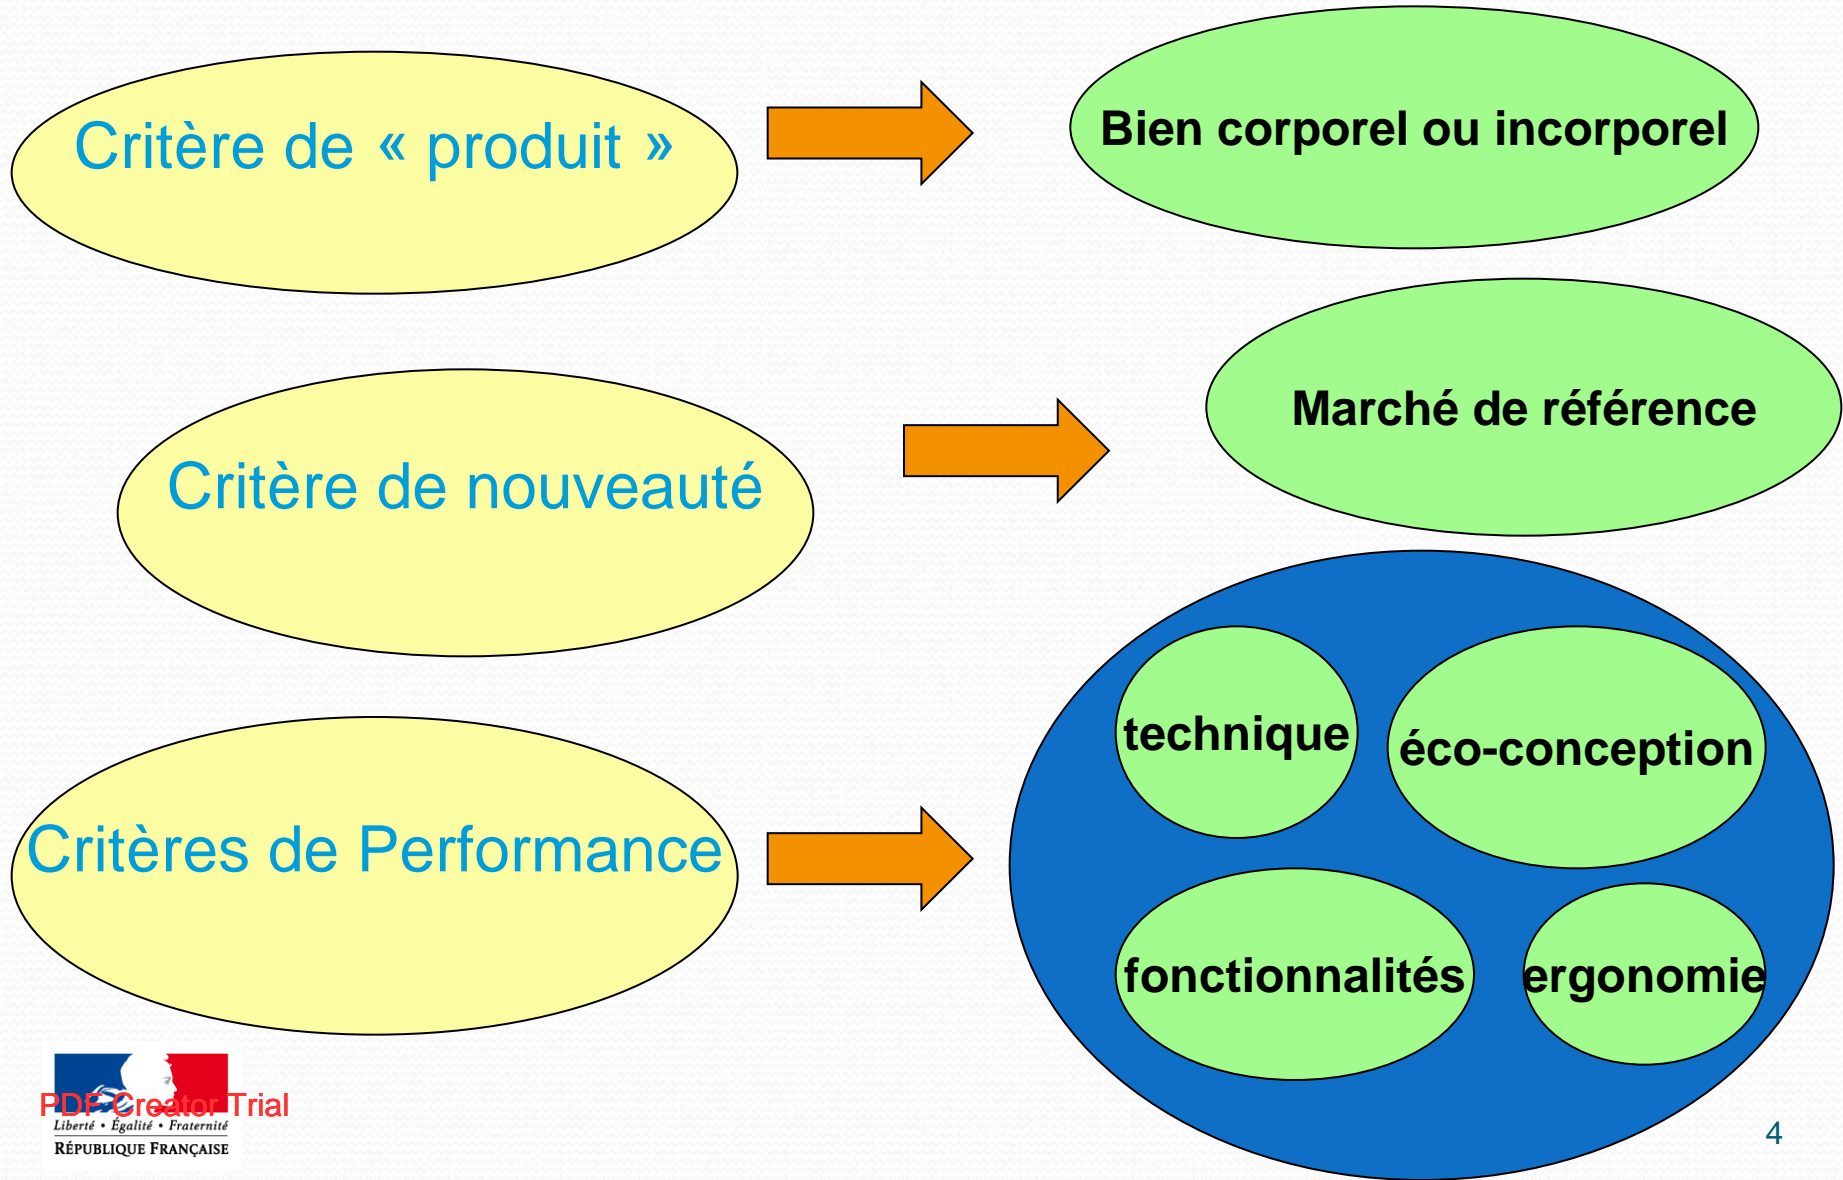 Critère de « produit »
Bien corporel ou incorporel
Critère de nouveauté
Marché de référence
Critères de Performance
technique
éco-conception
fonctionnalités
ergonomie
PDF Creator Trial
Liberté • Égalité • Fraternité
RÉPUBLIQUE FRANÇAISE
4